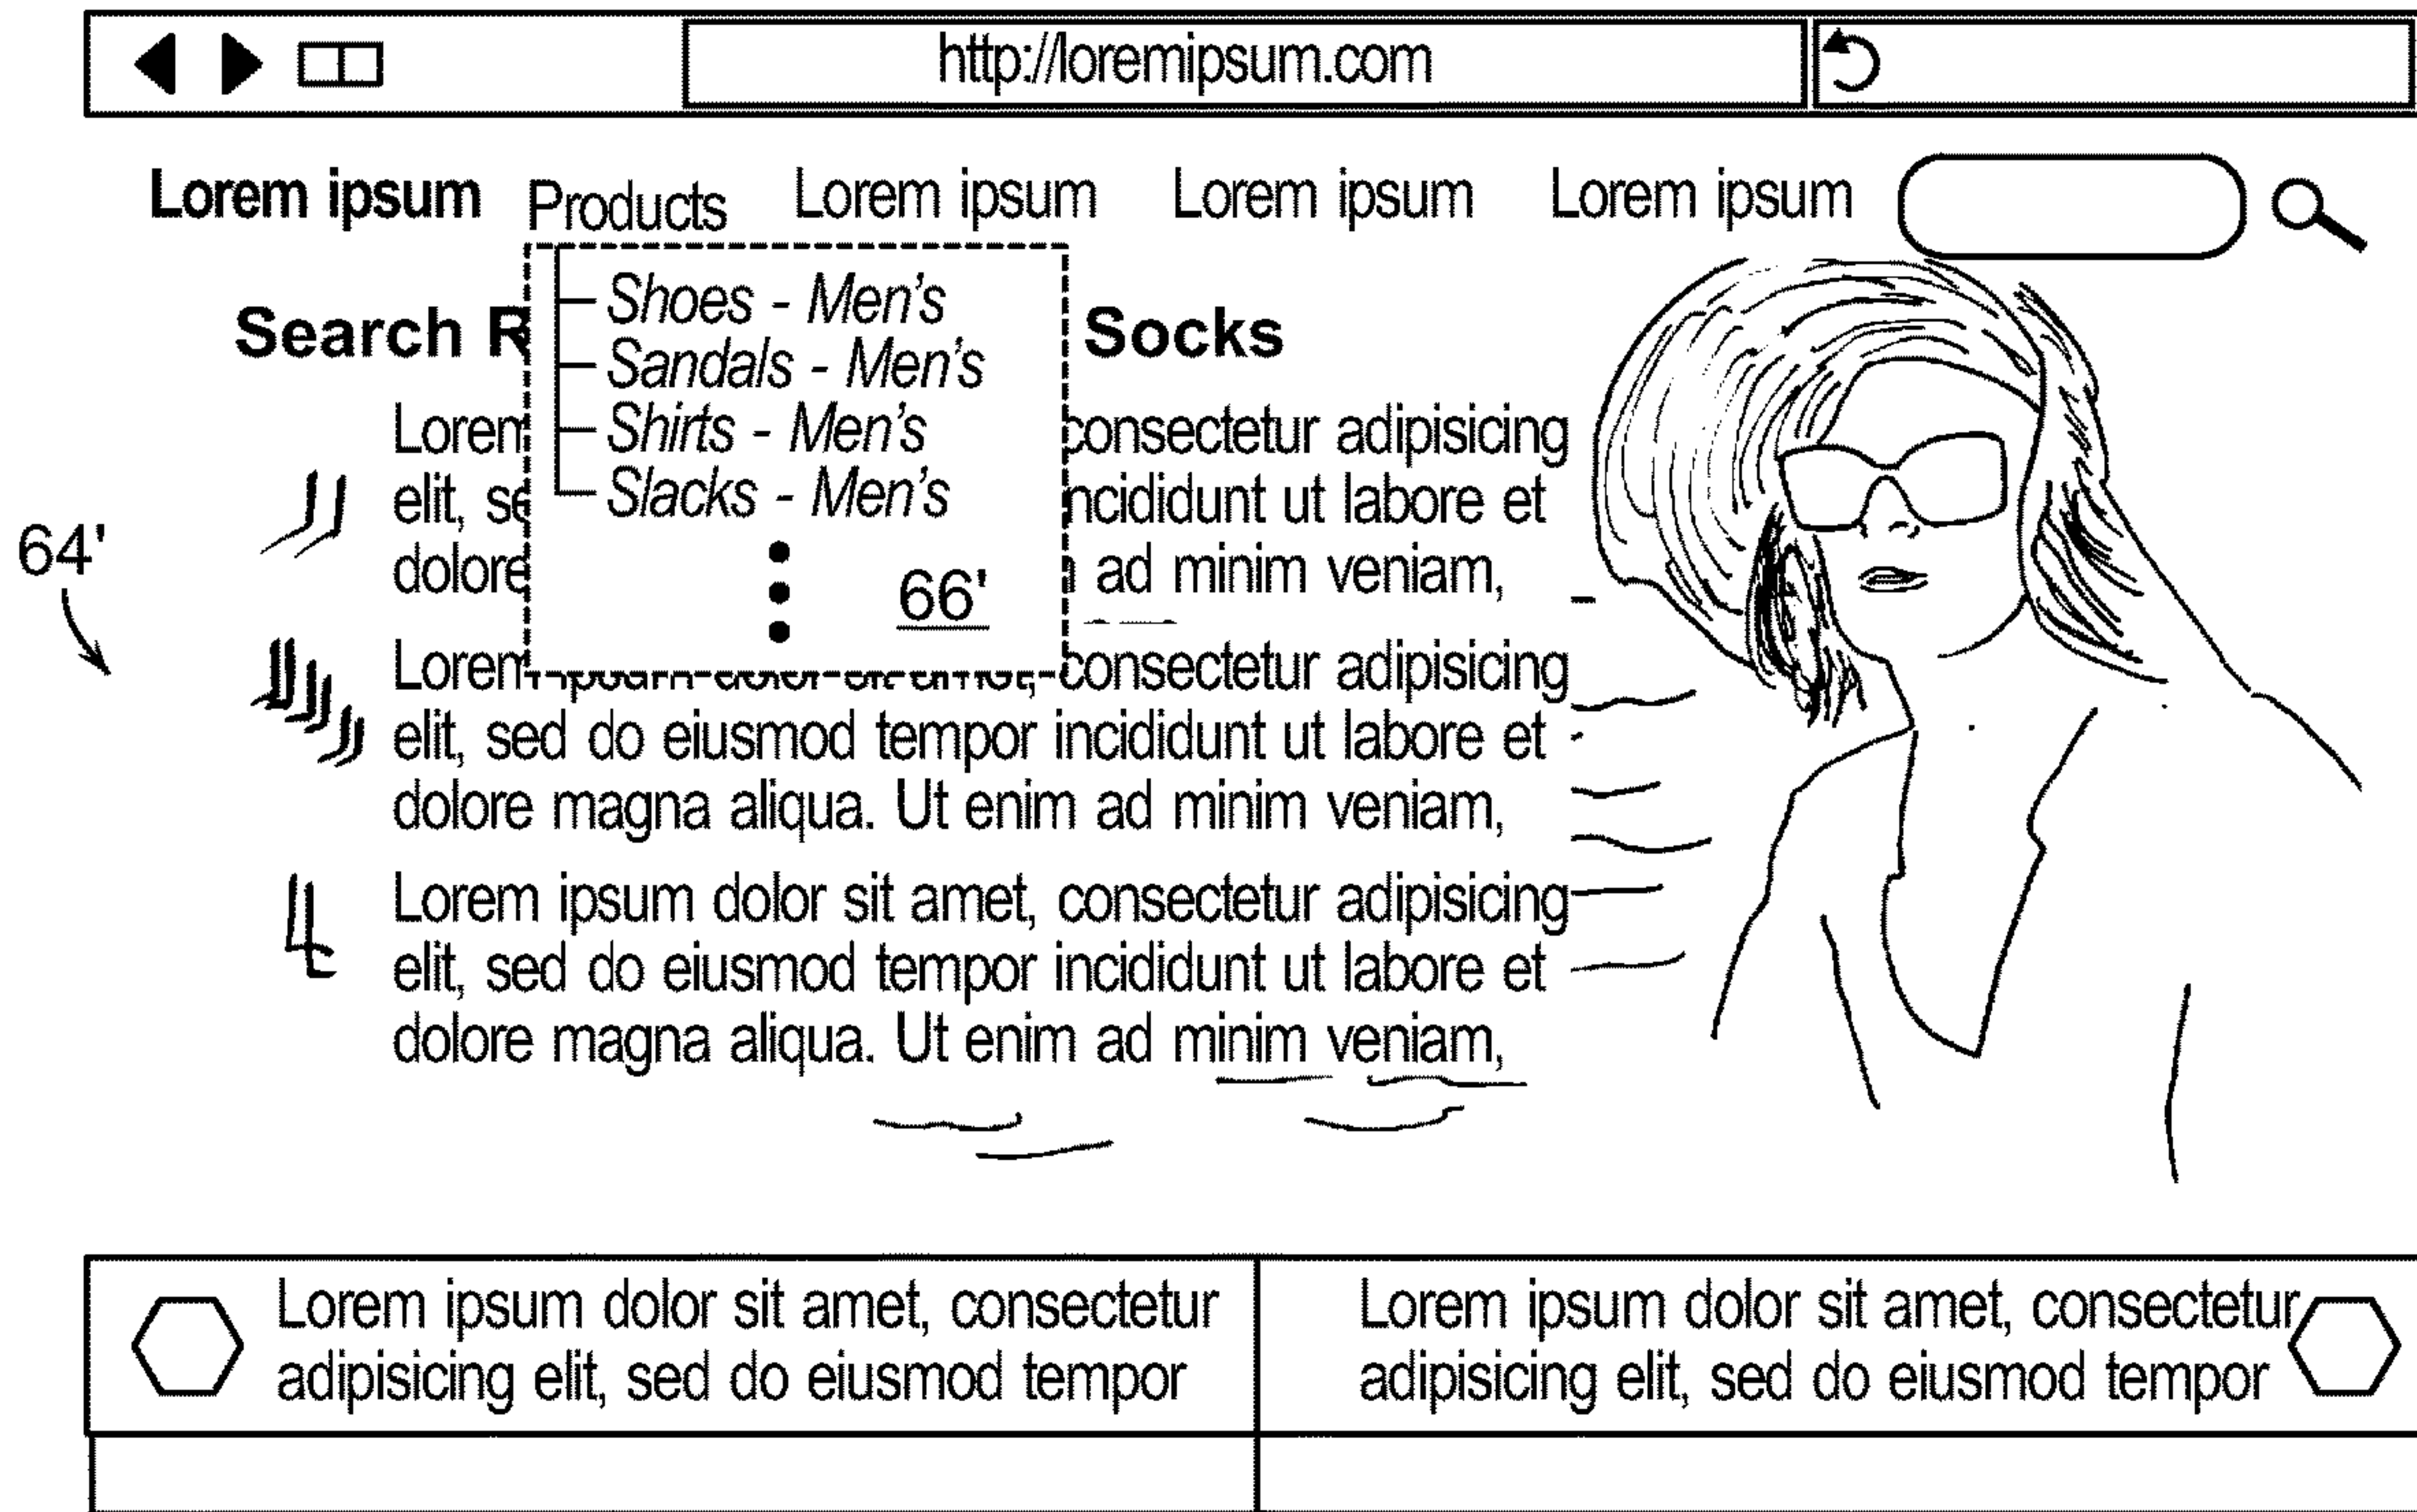 http://loremipsum.com
Lorem ipsum Products Lorem ipsum Lorem ipsum Lorem ipsum
Shoes - Men's
Sandals - Men's
Shirts - Men's
Slacks - Men's
66'
64'
Search R Socks
Lorem consectetur adipisicing
elit, se ncididunt ut labore et
dolore ad minim veniam,
Lorem consectetur adipisicing
elit, sed do eiusmod tempor incididunt ut labore et
dolore magna aliqua. Ut enim ad minim veniam,
Lorem ipsum dolor sit amet, consectetur adipisicing
elit, sed do eiusmod tempor incididunt ut labore et
dolore magna aliqua. Ut enim ad minim veniam,
Lorem ipsum dolor sit amet, consectetur
adipisicing elit, sed do eiusmod tempor
Lorem ipsum dolor sit amet, consectetur
adipisicing elit, sed do eiusmod tempor